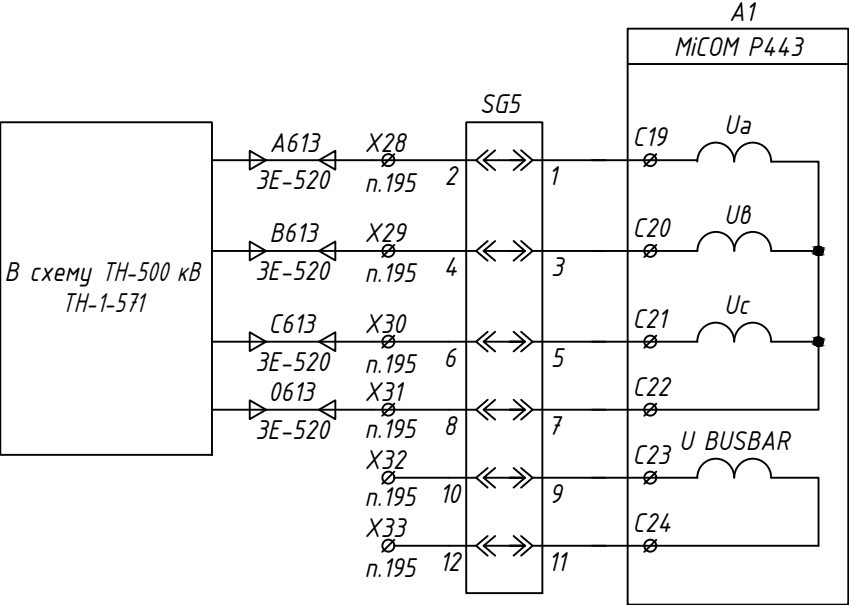 A1
MiCOM P443
SG5
A613
X28
C19
Ua
3E-520
п.195
2
1
B613
X29
C20
Uв
3E-520
п.195
4
3
В схему ТН-500 кВ
ТН-1-571
C613
X30
C21
Uc
3E-520
п.195
6
5
0613
X31
C22
3E-520
п.195
8
7
X32
C23
U BUSBAR
п.195
10
9
X33
C24
п.195
12
11